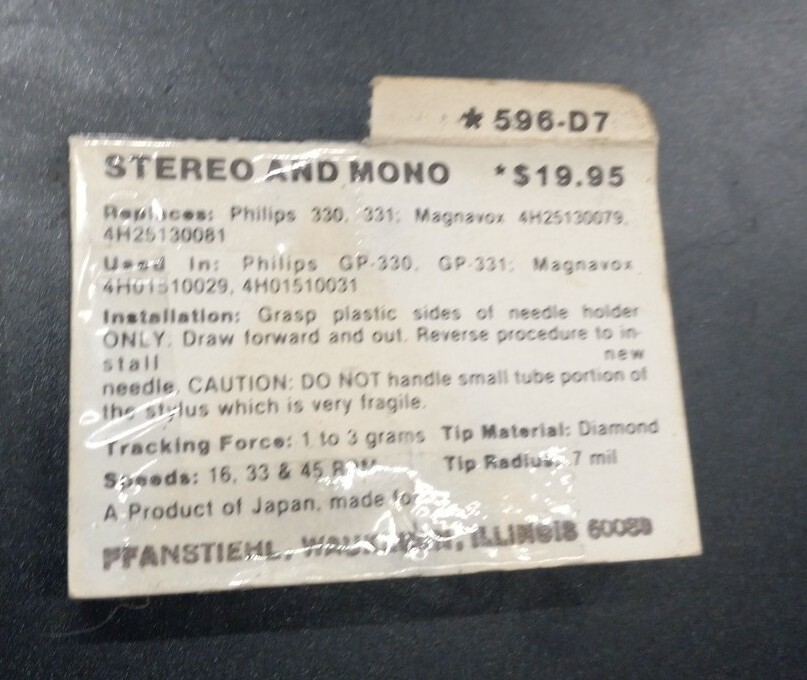 * 596-D7
STEREO AND MONO *$19.95
Replaces: Philips 330, 331; Magnavox 4H25130079,
4H25130081
Used In: Philips GP-330, GP-331; Magnavox
4H01510029, 4H01510031
Installation: Grasp plastic sides of needle holder
ONLY. Draw forward and out. Reverse procedure to in-
stall new
needle. CAUTION: DO NOT handle small tube portion of
the stylus which is very fragile.
Tracking Force: 1 to 3 grams Tip Material: Diamond
Speeds: 16, 33 & 45 RPM Tip Radius: .7 mil
A Product of Japan, made for
PFANSTIEHL, WAUKEGAN, ILLINOIS